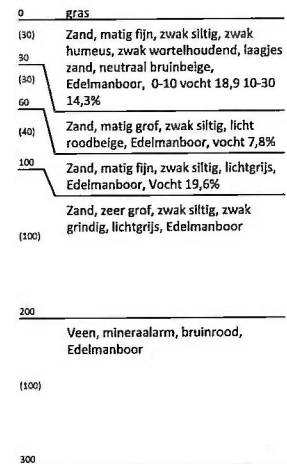 0 gras
(30) Zand, matig fijn, zwak siltig, zwak
humeus, zwak wortelhoudend, laagjes
30 zand, neutraal bruinbeige,
(30) Edelmanboor, 0-10 vocht 18,9 10-30
14,3%
60
Zand, matig grof, zwak siltig, licht
(40) roodbeige, Edelmanboor, vocht 7,8%
100 Zand, matig fijn, zwak siltig, lichtgrijs,
Edelmanboor, Vocht 19,6%
Zand, zeer grof, zwak siltig, zwak
grindig, lichtgrijs, Edelmanboor
(100)
200
Veen, mineraalarm, bruinrood,
Edelmanboor
(100)
300